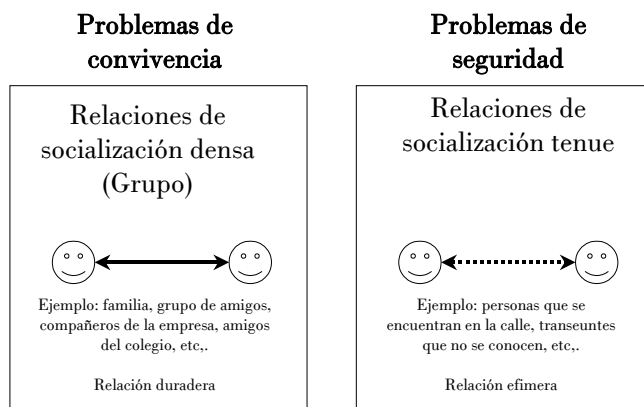 Problemas de
convivencia
Relaciones de
socialización densa
(Grupo)
Ejemplo: familia, grupo de amigos,
compañeros de la empresa, amigos
del colegio, etc,.
Relación duradera
Problemas de
seguridad
Relaciones de
socialización tenue
Ejemplo: personas que se
encuentran en la calle, transeuntes
que no se conocen, etc,.
Relación efimera